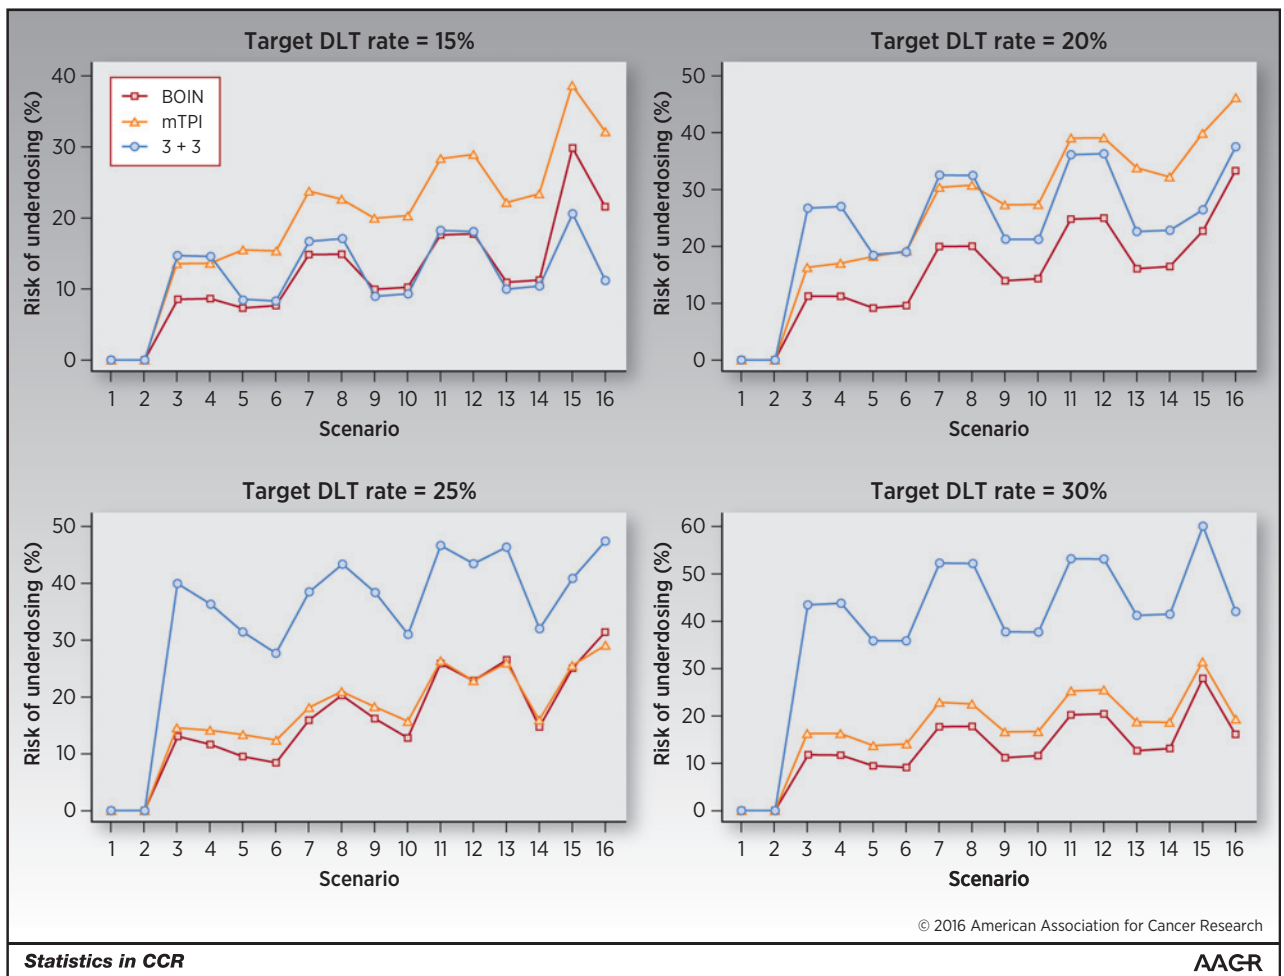 Target DLT rate = 15%
Risk of underdosing (%)
40
30
20
10
0
BOIN
mTPI
3 + 3
1 2 3 4 5 6 7 8 9 10 11 12 13 14 15 16
Scenario
Target DLT rate = 20%
Risk of underdosing (%)
50
40
30
20
10
0
1 2 3 4 5 6 7 8 9 10 11 12 13 14 15 16
Scenario
Target DLT rate = 25%
Risk of underdosing (%)
50
40
30
20
10
0
1 2 3 4 5 6 7 8 9 10 11 12 13 14 15 16
Scenario
Target DLT rate = 30%
Risk of underdosing (%)
60
50
40
30
20
10
0
1 2 3 4 5 6 7 8 9 10 11 12 13 14 15 16
Scenario
© 2016 American Association for Cancer Research
Statistics in CCR
AACR